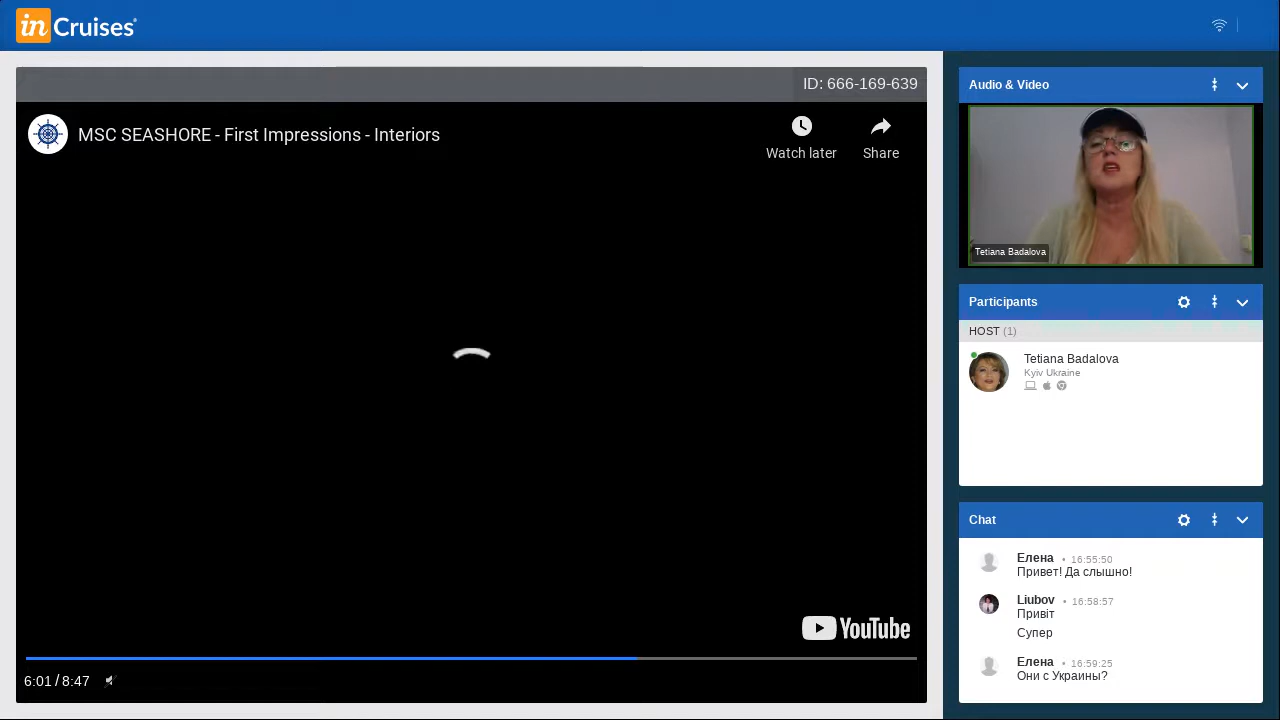 in Cruises
ID: 666-169-639
MSC SEASHORE - First Impressions - Interiors
Watch later
Share
YouTube
6:01 / 8:47
Audio & Video
Tetiana Badalova
Participants
HOST (1)
Tetiana Badalova
Kyiv Ukraine
Chat
Елена • 16:55:50
Привет! Да слышно!
Liubov • 16:58:57
Привіт
Супер
Елена • 16:59:25
Они с Украины?